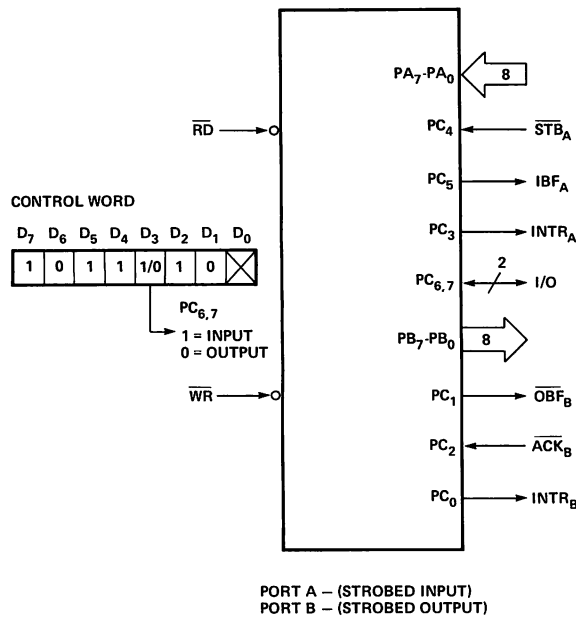 PA7-PA0
8
RD
PC4
STBA
PC5
IBFA
CONTROL WORD
D7 D6 D5 D4 D3 D2 D1 D0
1 0 1 1 1/0 1 0
PC3
INTRA
PC6,7
2
I/O
PC6,7
1 = INPUT
0 = OUTPUT
PB7-PB0
8
WR
PC1
OBFB
PC2
ACKB
PC0
INTRB
PORT A – (STROBED INPUT)
PORT B – (STROBED OUTPUT)